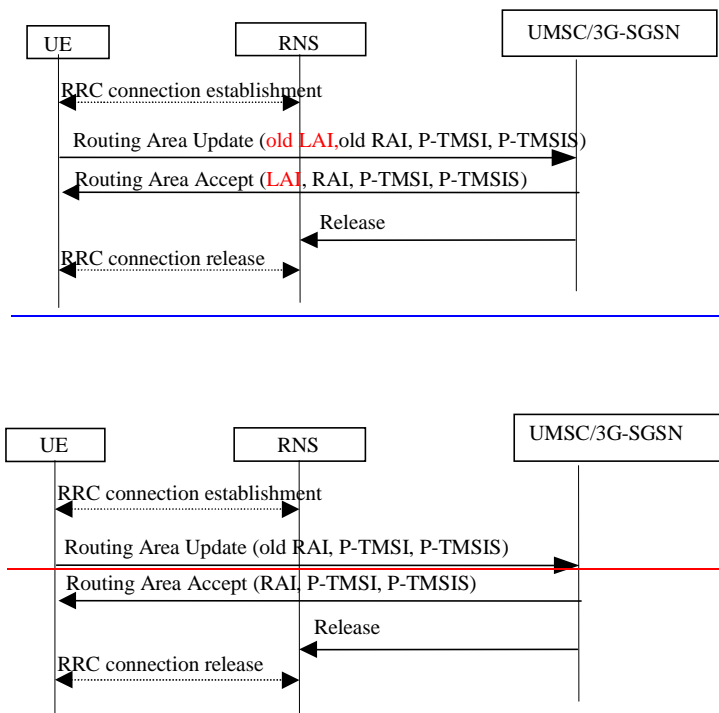 UE
RNS
UMSC/3G-SGSN
RRC connection establishment
Routing Area Update (old LAI,old RAI, P-TMSI, P-TMSIS)
Routing Area Accept (LAI, RAI, P-TMSI, P-TMSIS)
Release
RRC connection release
UE
RNS
UMSC/3G-SGSN
RRC connection establishment
Routing Area Update (old RAI, P-TMSI, P-TMSIS)
Routing Area Accept (RAI, P-TMSI, P-TMSIS)
Release
RRC connection release